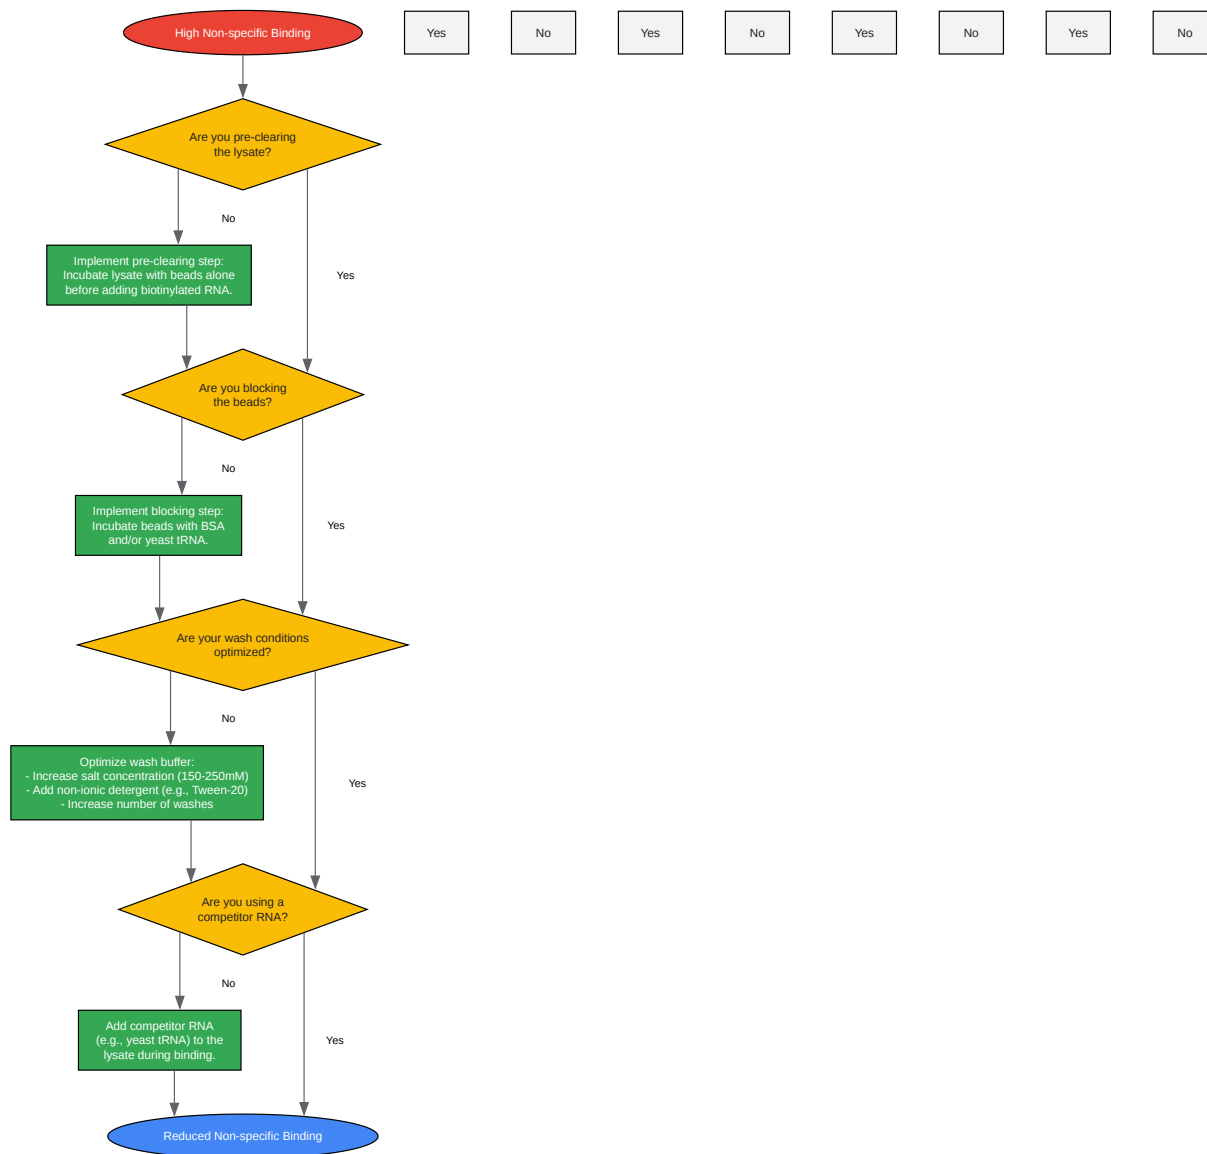 High Non-specific Binding
Yes
No
Yes
No
Yes
No
Yes
No
Are you pre-clearing
the lysate?
No
Implement pre-clearing step:
Incubate lysate with beads alone
before adding biotinylated RNA.
Yes
Are you blocking
the beads?
No
Implement blocking step:
Incubate beads with BSA
and/or yeast tRNA.
Yes
Are your wash conditions
optimized?
No
Optimize wash buffer:
- Increase salt concentration (150-250mM)
- Add non-ionic detergent (e.g., Tween-20)
- Increase number of washes
Yes
Are you using a
competitor RNA?
No
Add competitor RNA
(e.g., yeast tRNA) to the
lysate during binding.
Yes
Reduced Non-specific Binding